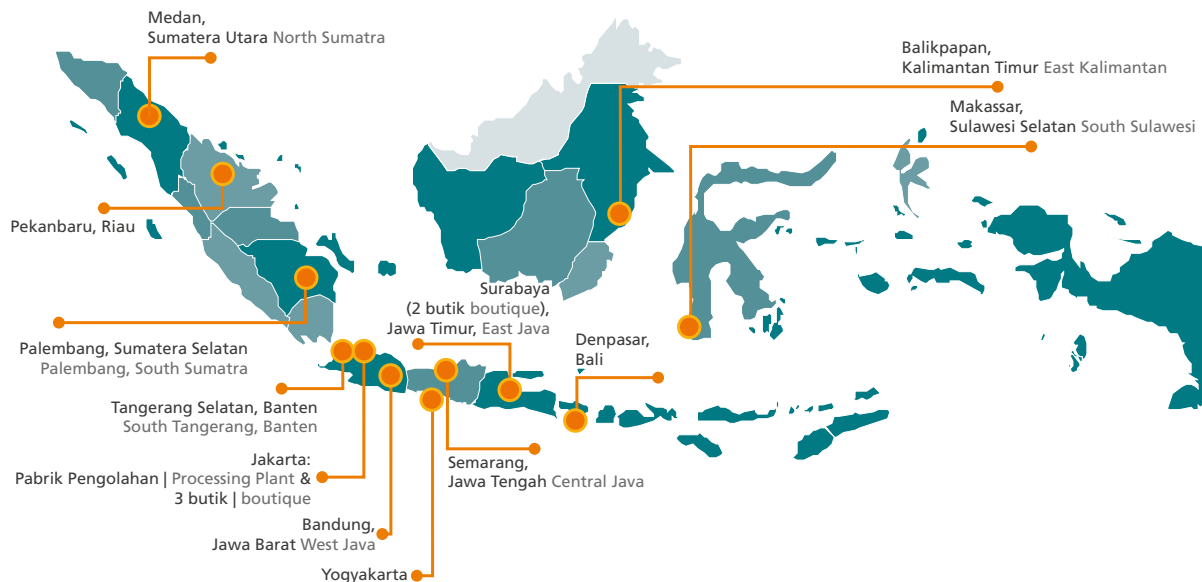 Medan,
Sumatera Utara North Sumatra
Balikpapan,
Kalimantan Timur East Kalimantan
Makassar,
Sulawesi Selatan South Sulawesi
Pekanbaru, Riau
Surabaya
(2 butik boutique),
Jawa Timur, East Java
Denpasar,
Bali
Palembang, Sumatera Selatan
Palembang, South Sumatra
Tangerang Selatan, Banten
South Tangerang, Banten
Jakarta:
Pabrik Pengolahan | Processing Plant &
3 butik | boutique
Semarang,
Jawa Tengah Central Java
Bandung,
Jawa Barat West Java
Yogyakarta